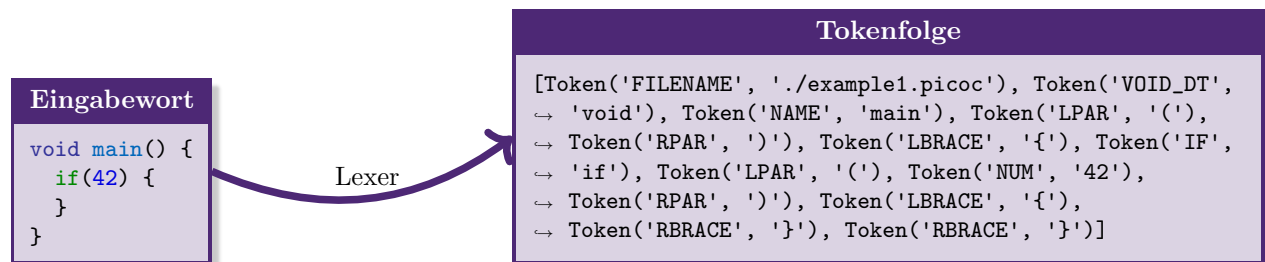 Eingabewort
void main() {
  if(42) {
  }
}
Lexer
Tokenfolge
[Token('FILENAME', './example1.picoc'), Token('VOID_DT',
↪ 'void'), Token('NAME', 'main'), Token('LPAR', '('),
↪ Token('RPAR', ')'), Token('LBRACE', '{'), Token('IF',
↪ 'if'), Token('LPAR', '('), Token('NUM', '42'),
↪ Token('RPAR', ')'), Token('LBRACE', '{'),
↪ Token('RBRACE', '}'), Token('RBRACE', '}')]